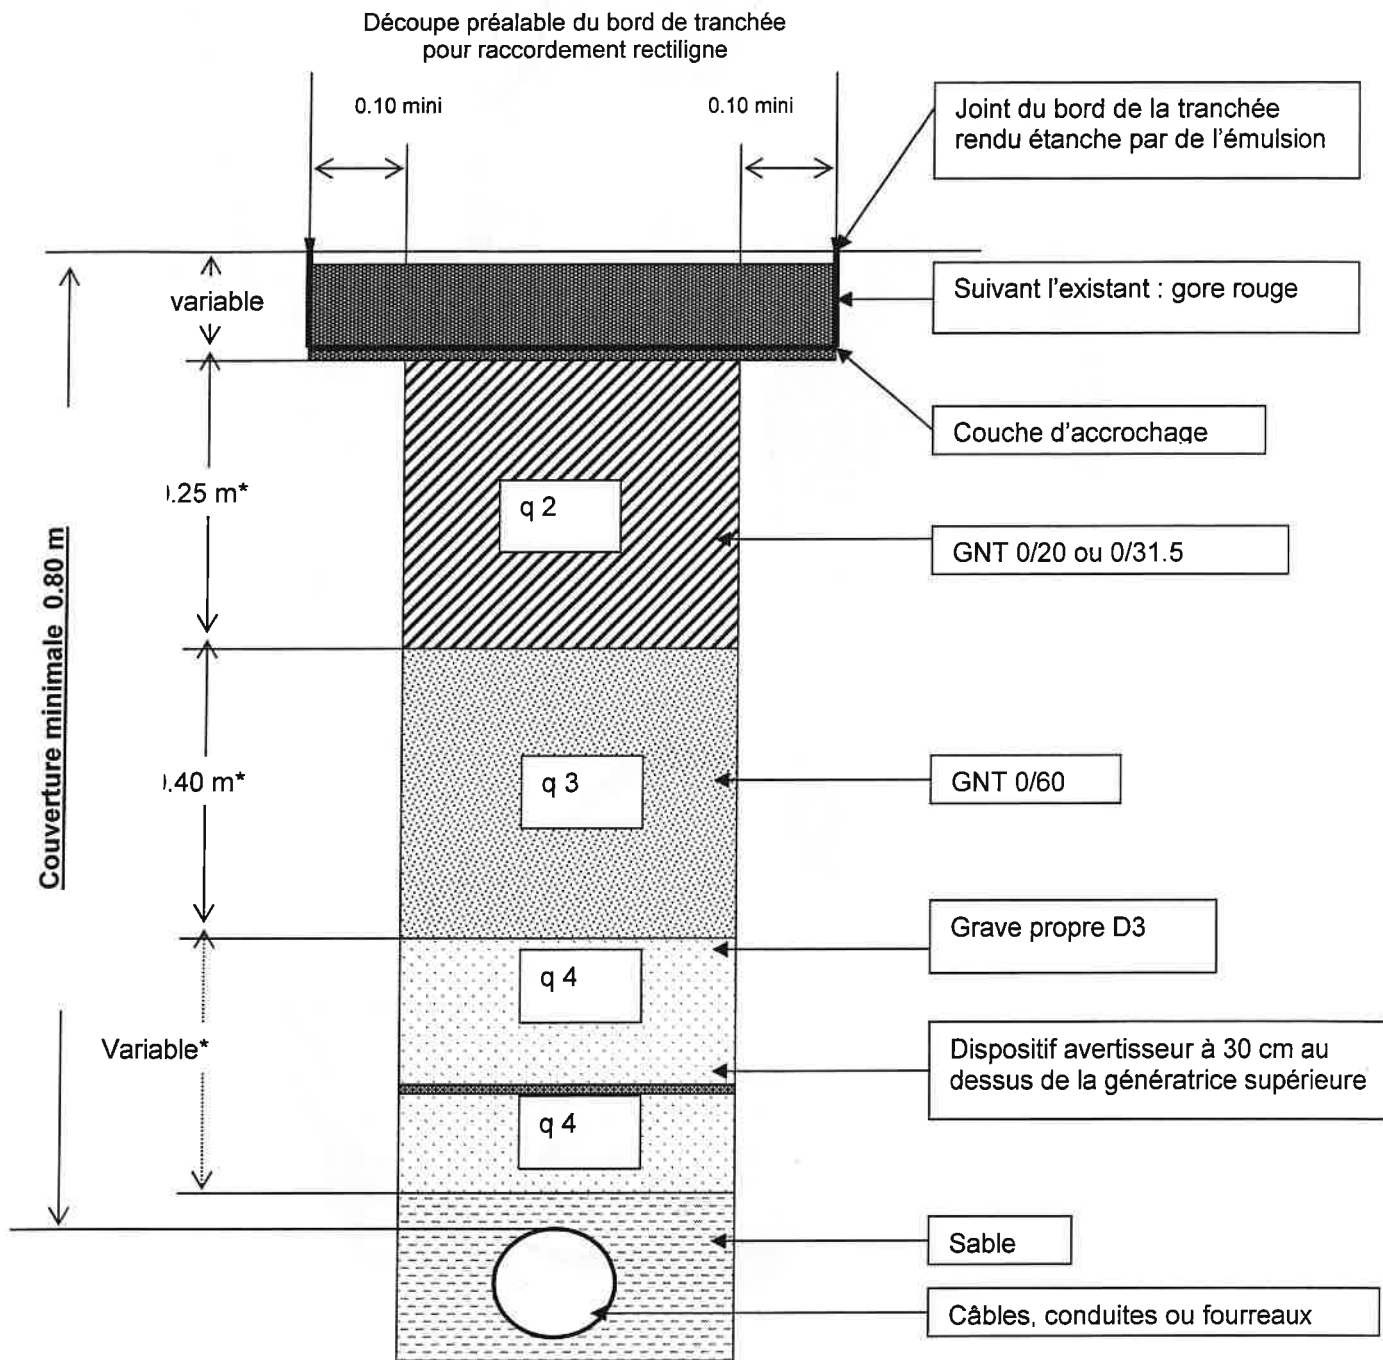 Découpe préalable du bord de tranchée
pour raccordement rectiligne
0.10 mini
0.10 mini
Joint du bord de la tranchée
rendu étanche par de l'émulsion
variable
Suivant l'existant : gore rouge
Couche d'accrochage
.25 m*
q 2
GNT 0/20 ou 0/31.5
Couverture minimale 0.80 m
.40 m*
q 3
GNT 0/60
Grave propre D3
q 4
Variable*
Dispositif avertisseur à 30 cm au
dessus de la génératrice supérieure
q 4
Sable
Câbles, conduites ou fourreaux